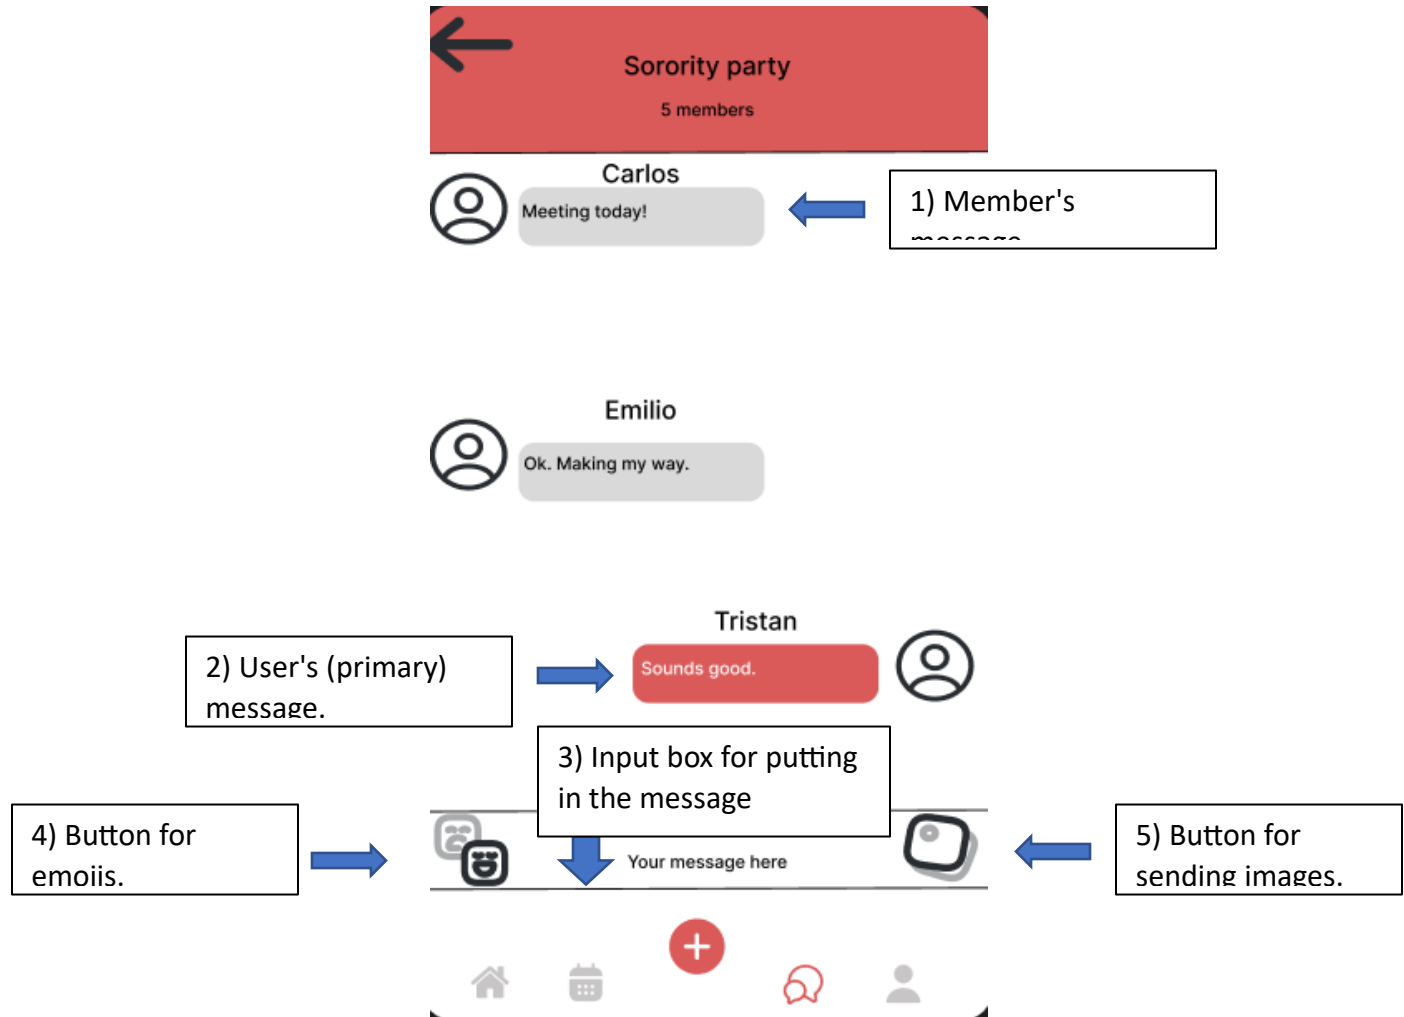 Sorority party
5 members
Carlos
Meeting today!
1) Member's
message
Emilio
Ok. Making my way.
Tristan
Sounds good.
2) User's (primary)
message.
3) Input box for putting
in the message
4) Button for
emojis.
Your message here
5) Button for
sending images.